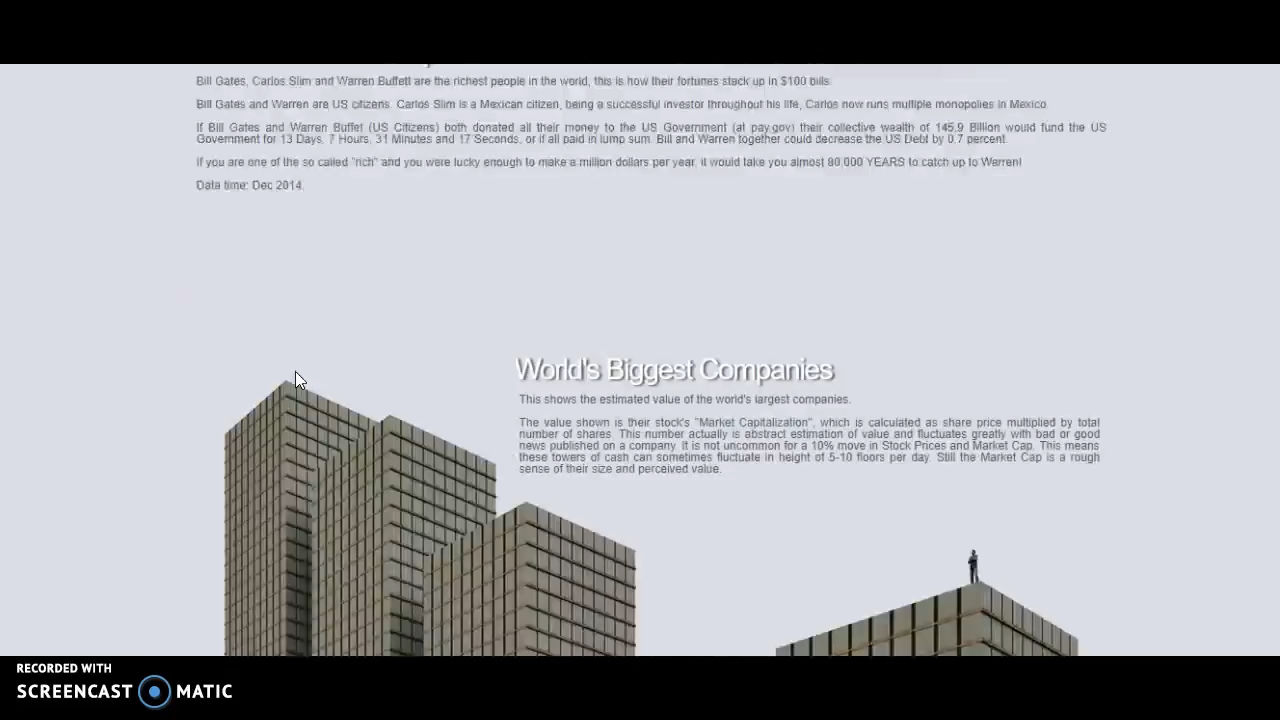 Bill Gates, Carlos Slim and Warren Buffett are the richest people in the world, this is how their fortunes stack up in $100 bills.
Bill Gates and Warren are US citizens. Carlos Slim is a Mexican citizen, being a successful investor throughout his life, Carlos now runs multiple monopolies in Mexico.
If Bill Gates and Warren Buffet (US Citizens) both donated all their money to the US Government (at pay.gov) their collective wealth of 145.9 Billion would fund the US
Government for 13 Days, 7 Hours, 31 Minutes and 17 Seconds, or if all paid in lump sum. Bill and Warren together could decrease the US Debt by 0.7 percent.
If you are one of the so called "rich" and you were lucky enough to make a million dollars per year, it would take you almost 80,000 YEARS to catch up to Warren!
Data time: Dec 2014.
World's Biggest Companies
This shows the estimated value of the world's largest companies.
The value shown is their stock's "Market Capitalization", which is calculated as share price multiplied by total
number of shares. This number actually is abstract estimation of value and fluctuates greatly with bad or good
news published on a company. It is not uncommon for a 10% move in Stock Prices and Market Cap. This means
these towers of cash can sometimes fluctuate in height of 5-10 floors per day. Still the Market Cap is a rough
sense of their size and perceived value.
RECORDED WITH
SCREENCAST MATIC